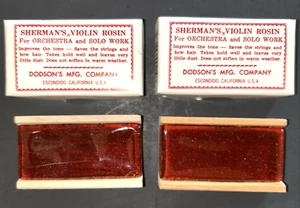 SHERMAN'S VIOLIN ROSIN
For ORCHESTRA and SOLO WORK
Improves the tone — Saves the strings and
bow hair. Takes hold well and leaves very
little dust. Does not soften in warm weather.
DODSON'S MFG. COMPANY
ESCONDIDO, CALIFORNIA U.S.A.
SHERMAN'S VIOLIN ROSIN
For ORCHESTRA and SOLO WORK
Improves the tone — Saves the strings and
bow hair. Takes hold well and leaves very
little dust. Does not soften in warm weather.
DODSON'S MFG. COMPANY
ESCONDIDO, CALIFORNIA U.S.A.